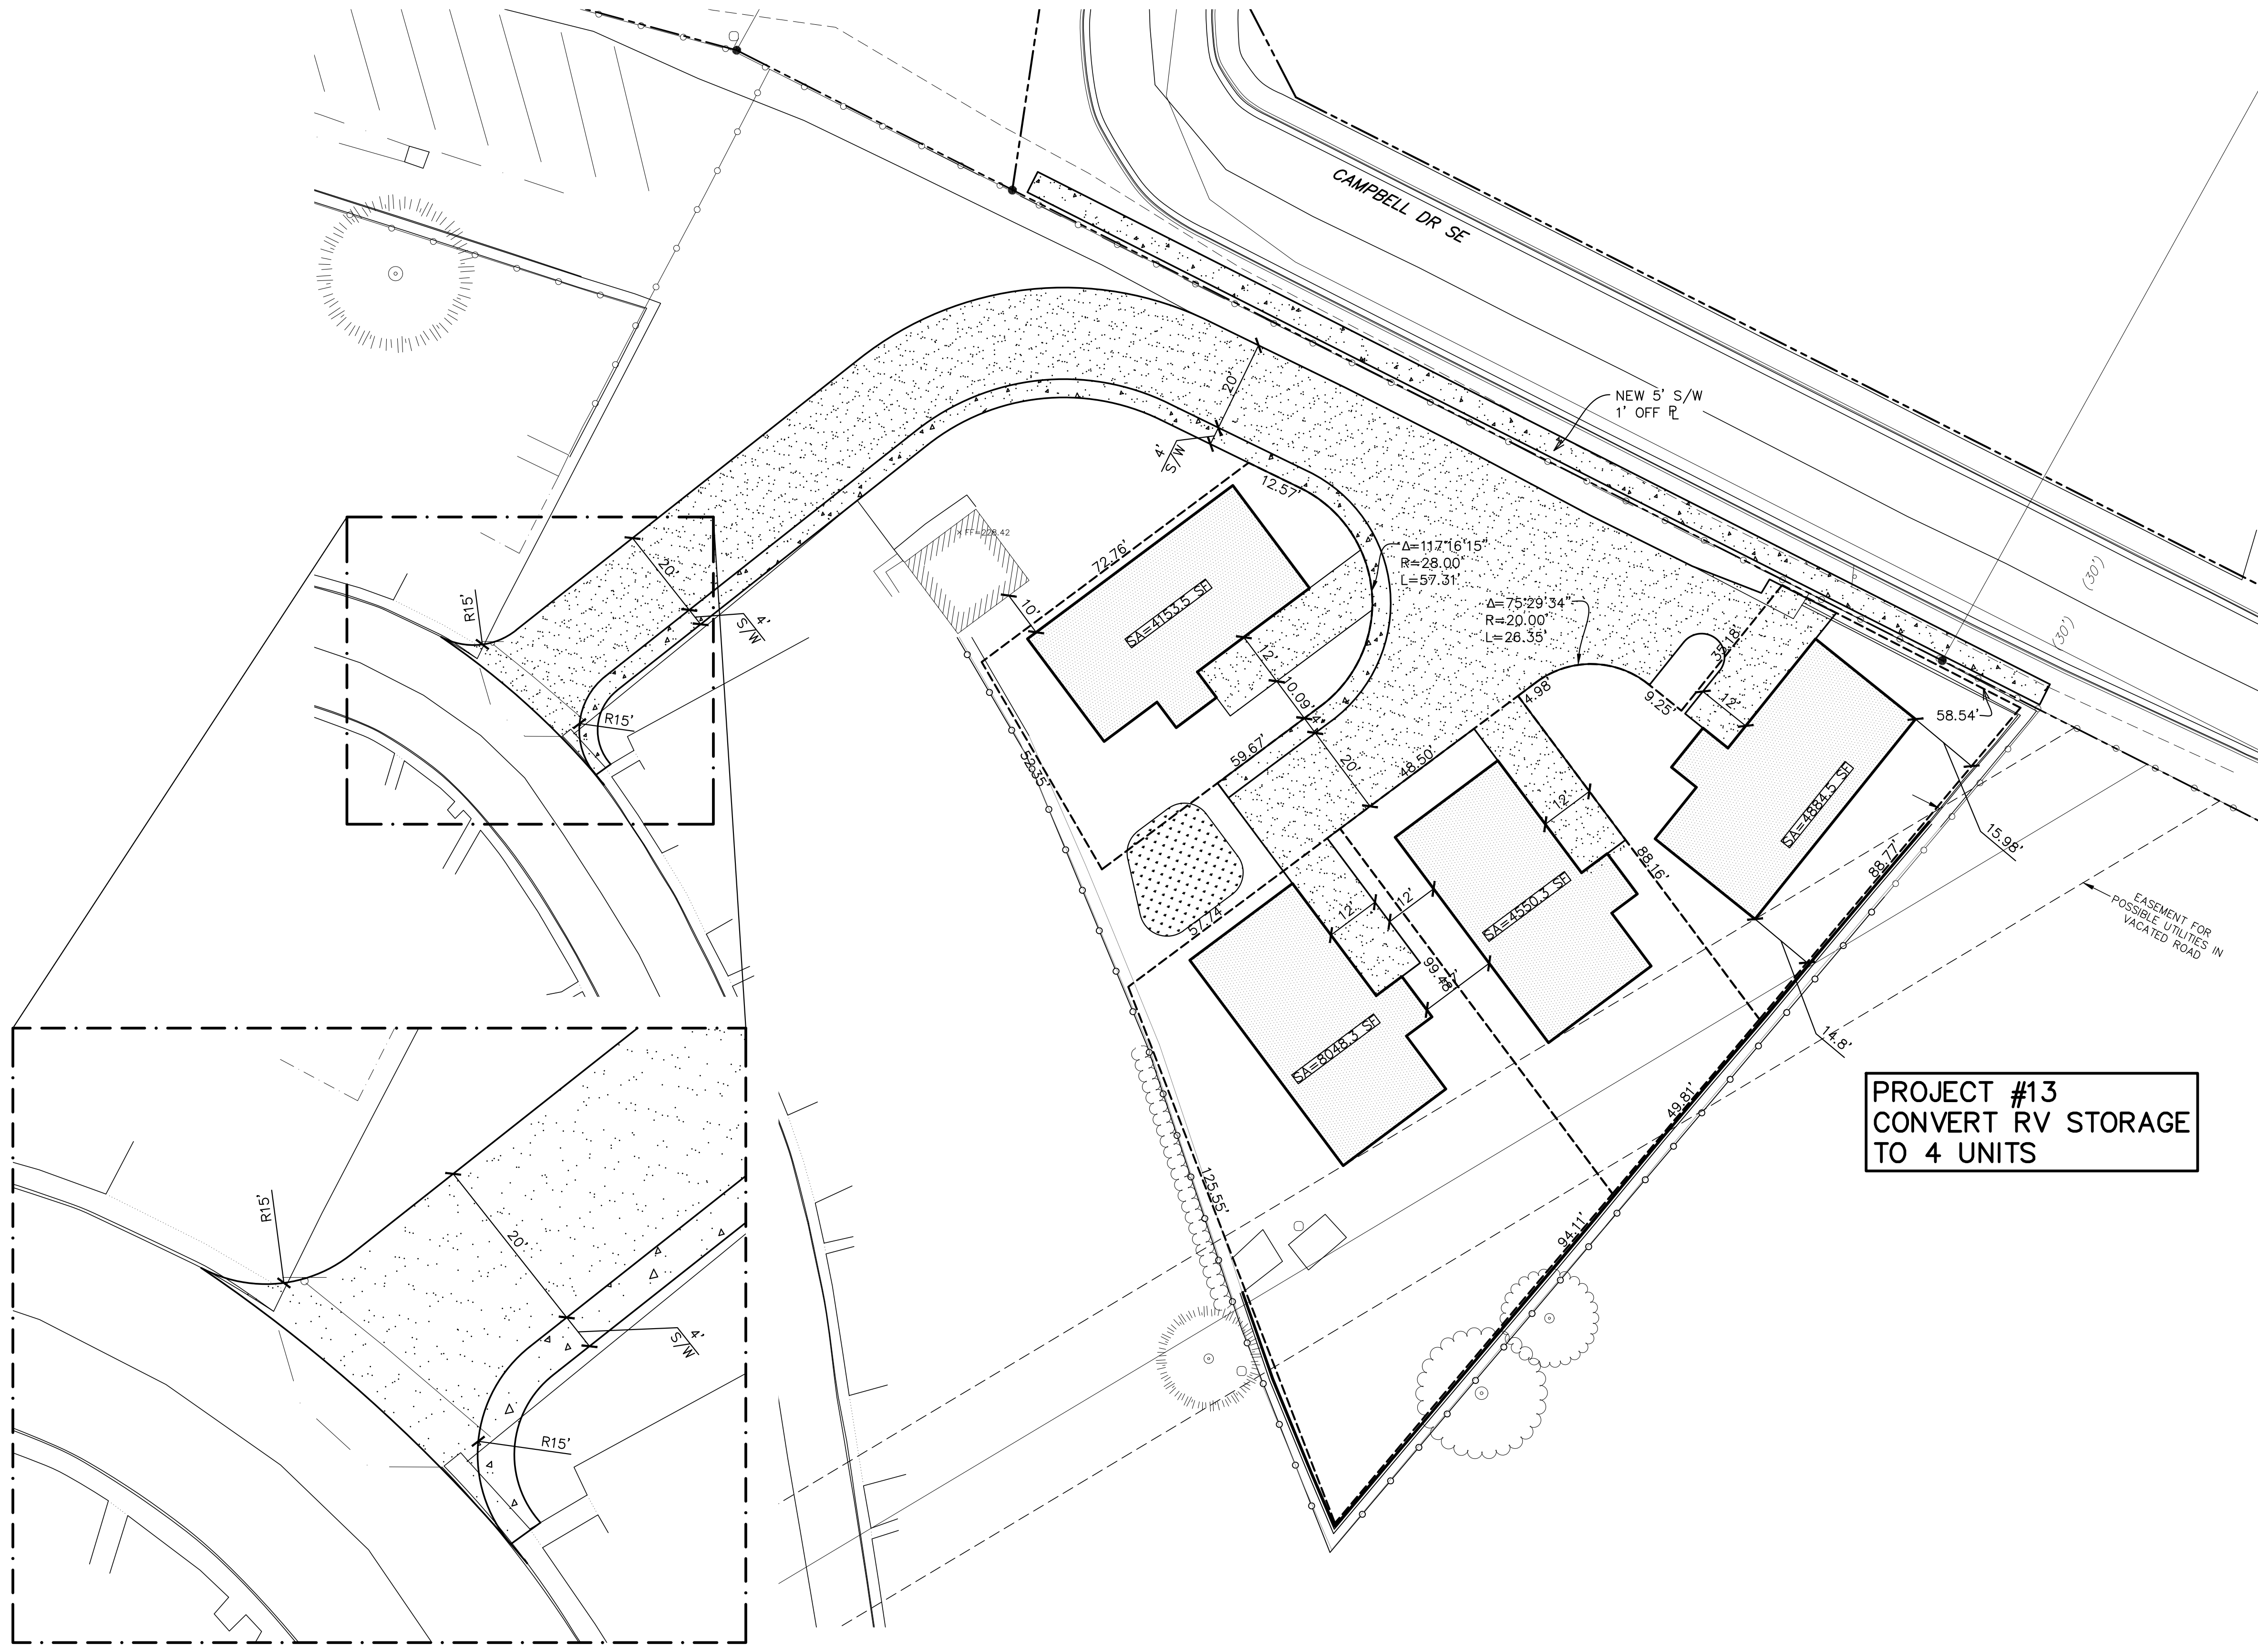 CAMPBELL DR SE
NEW 5' S/W
1' OFF ℄
20'
4'
S/W
12.57'
× FF=228.42
72.76'
Δ=117°16'15"
R=28.00'
L=57.31'
Δ=75°29'34"
R=20.00'
L=26.35'
(30')
(30')
10'
SA=4153.5 SF
20'
R15'
4'
S/W
R15'
12'
10.09'
4'
35.18'
4.98'
9.25'
12'
58.54'
52.35'
59.67'
20'
48.50'
12'
SA=4884.5 SF
15.98'
88.77'
88.16'
EASEMENT FOR
POSSIBLE UTILITIES IN
VACATED ROAD
57.74'
12'
12'
SA=4550.3 SF
99.48'
SA=8048.3 SF
14.8'
49.81'
PROJECT #13
CONVERT RV STORAGE
TO 4 UNITS
125.55'
94.11'
R15'
20'
4'
S/W
R15'